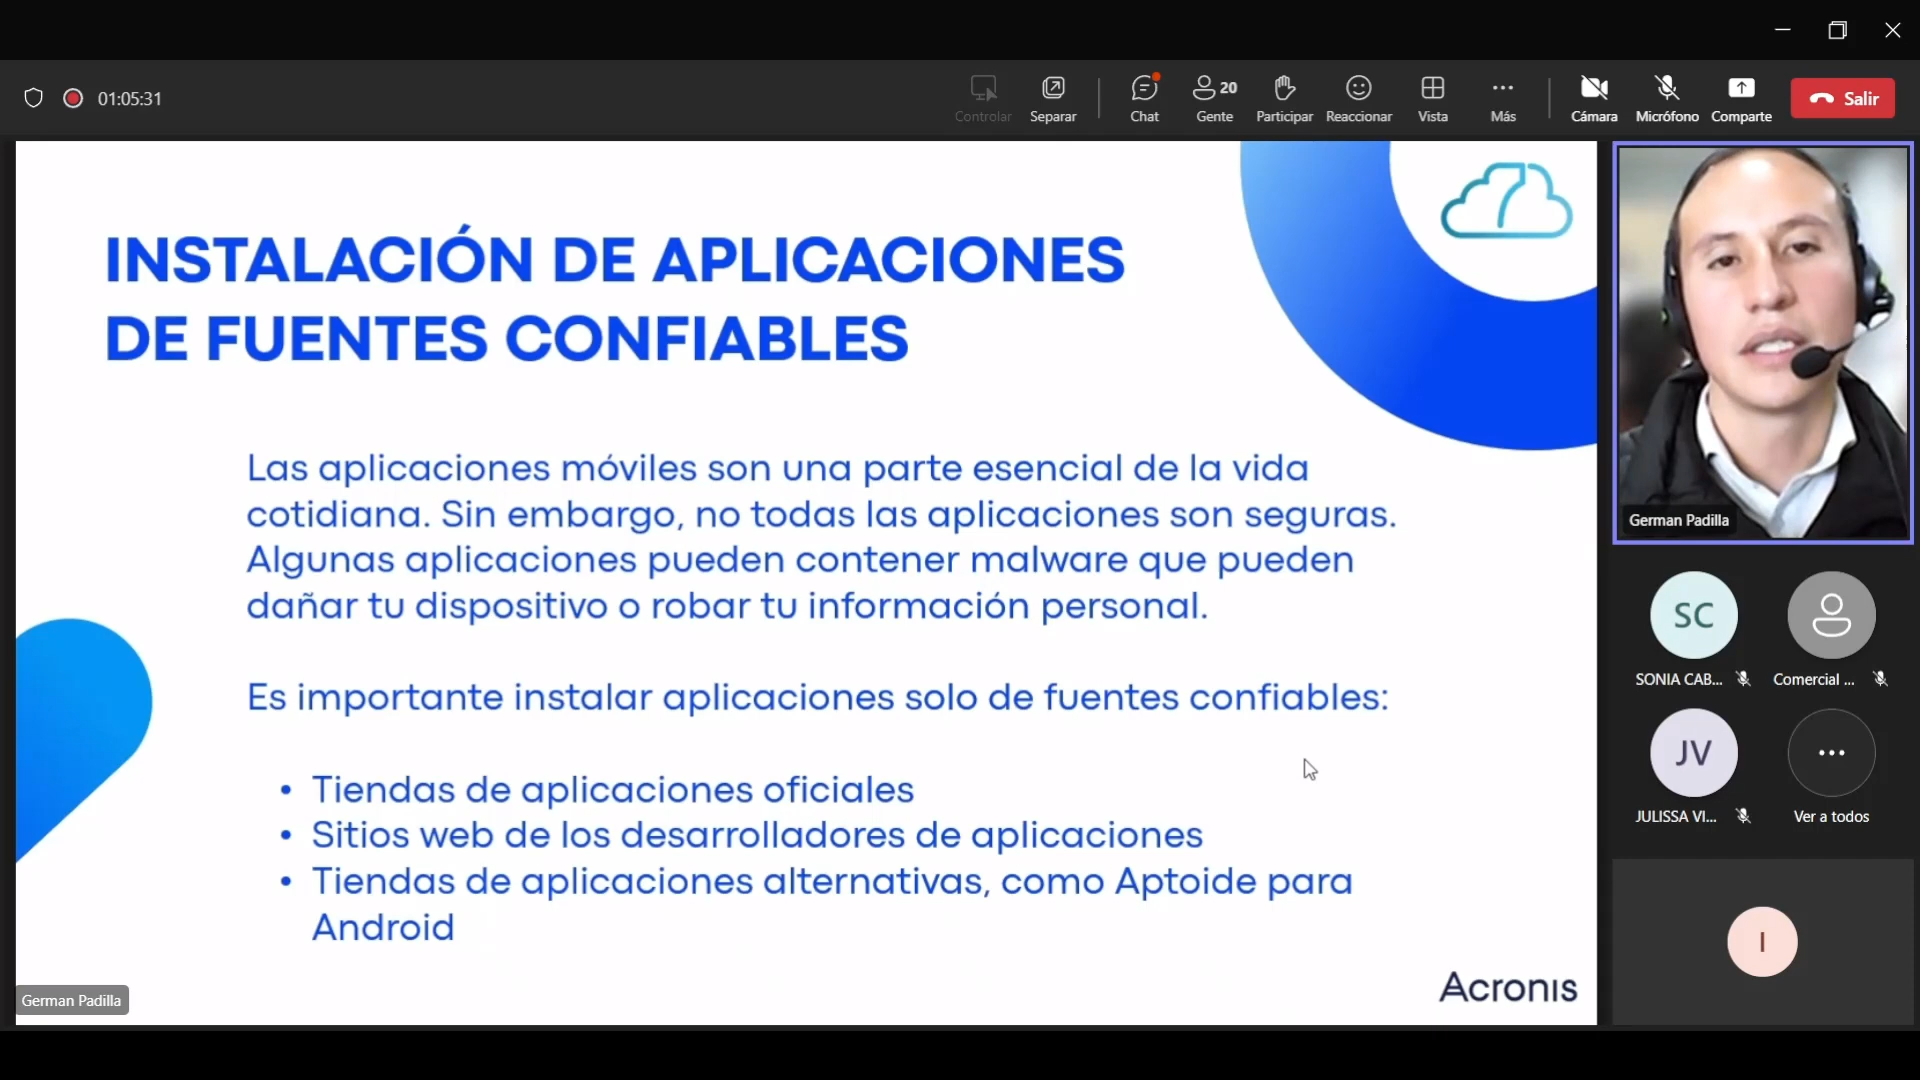 01:05:31
Controlar
Separar
Chat
20
Gente
Participar
Reaccionar
Vista
Más
Cámara
Micrófono
Comparte
Salir
INSTALACIÓN DE APLICACIONES
DE FUENTES CONFIABLES
7
Las aplicaciones móviles son una parte esencial de la vida
cotidiana. Sin embargo, no todas las aplicaciones son seguras.
Algunas aplicaciones pueden contener malware que pueden
dañar tu dispositivo o robar tu información personal.
Es importante instalar aplicaciones solo de fuentes confiables:
• Tiendas de aplicaciones oficiales
• Sitios web de los desarrolladores de aplicaciones
• Tiendas de aplicaciones alternativas, como Aptoide para
Android
Acronis
German Padilla
German Padilla
SC
SONIA CAB...
Comercial ...
JV
JULISSA VI...
Ver a todos
I